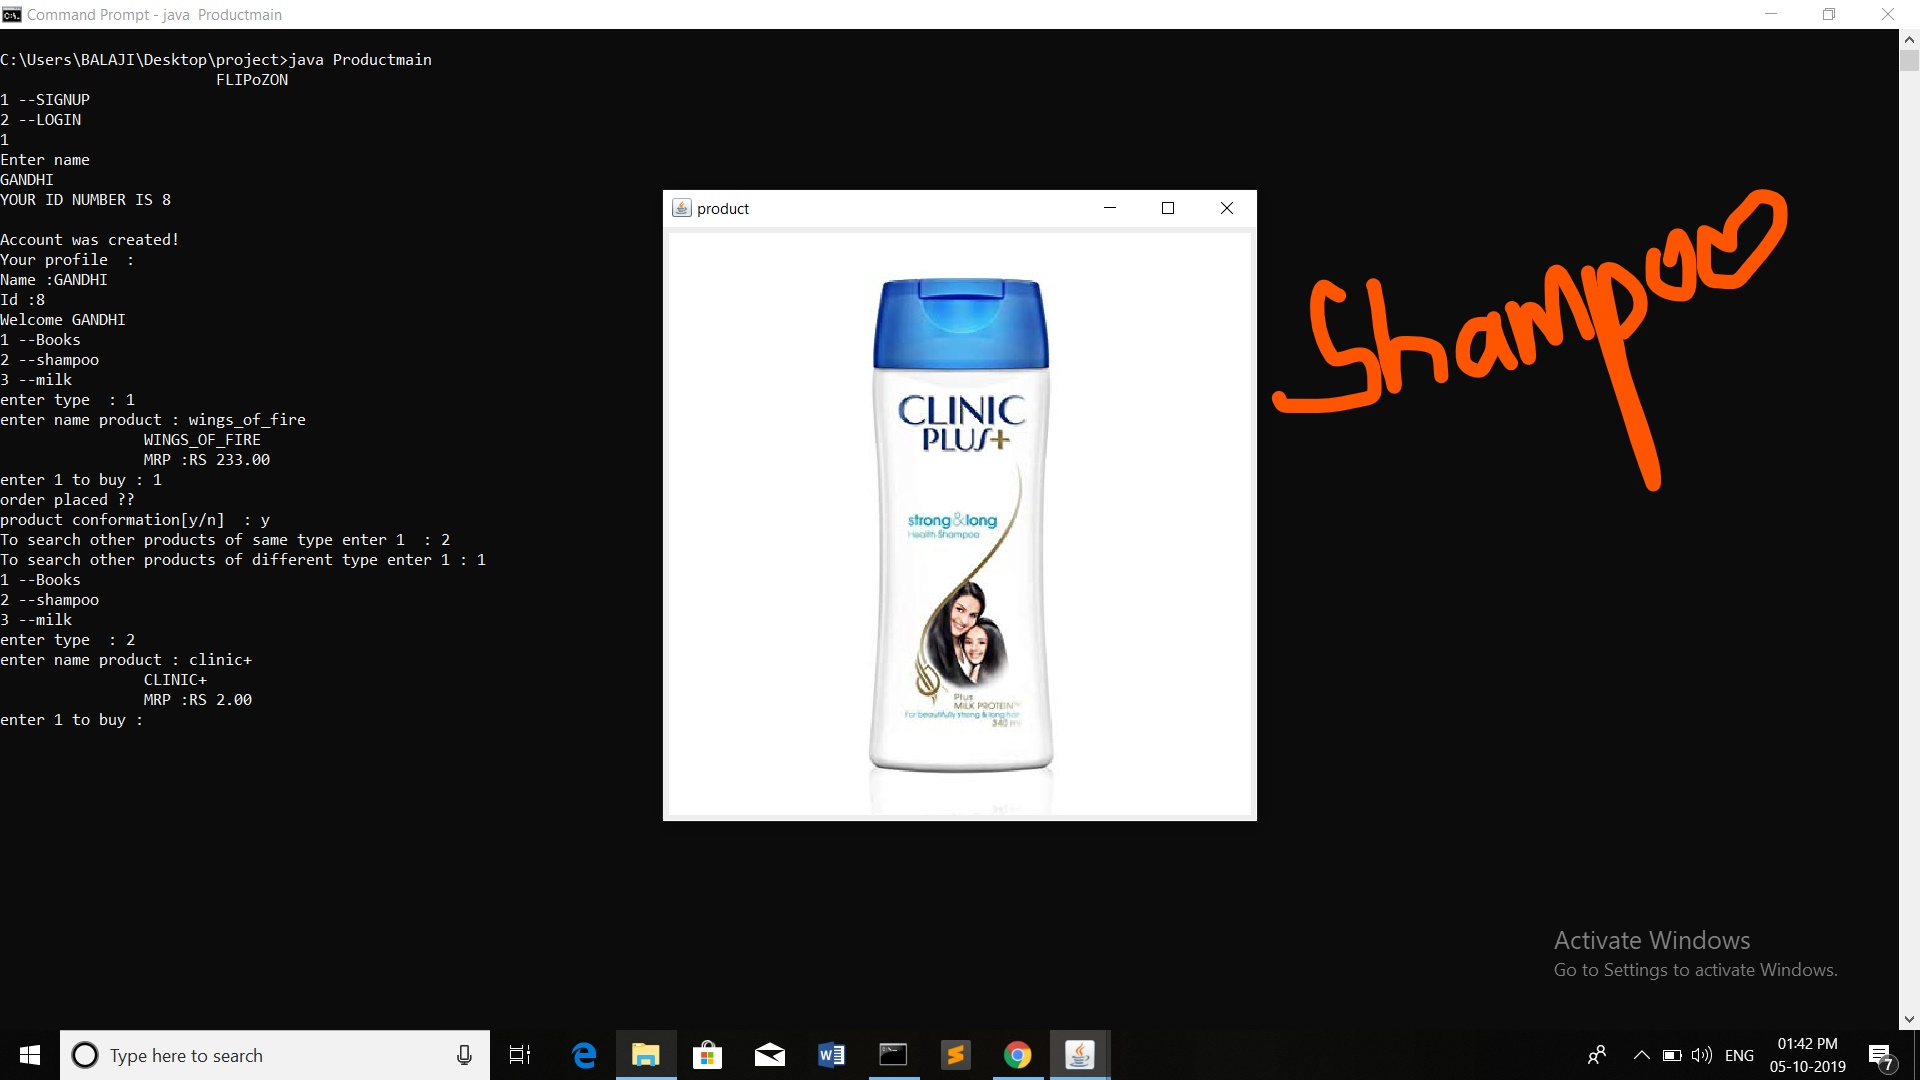 Command Prompt - java  Productmain
C:\Users\BALAJI\Desktop\project>java Productmain
FLIPoZON
1 --SIGNUP
2 --LOGIN
1
Enter name
GANDHI
YOUR ID NUMBER IS 8
Account was created!
Your profile  :
Name :GANDHI
Id :8
Welcome GANDHI
1 --Books
2 --shampoo
3 --milk
enter type  : 1
enter name product : wings_of_fire
WINGS_OF_FIRE
MRP :RS 233.00
enter 1 to buy : 1
order placed ??
product conformation[y/n]  : y
To search other products of same type enter 1  : 2
To search other products of different type enter 1 : 1
1 --Books
2 --shampoo
3 --milk
enter type  : 2
enter name product : clinic+
CLINIC+
MRP :RS 2.00
enter 1 to buy :
product
CLINIC
PLUS+
strong&long
Health Shampoo
Plus
MILK PROTEIN™
For beautifully strong & long hair
340 ml
Shampoo
Activate Windows
Go to Settings to activate Windows.
Type here to search
ENG
01:42 PM
05-10-2019
7